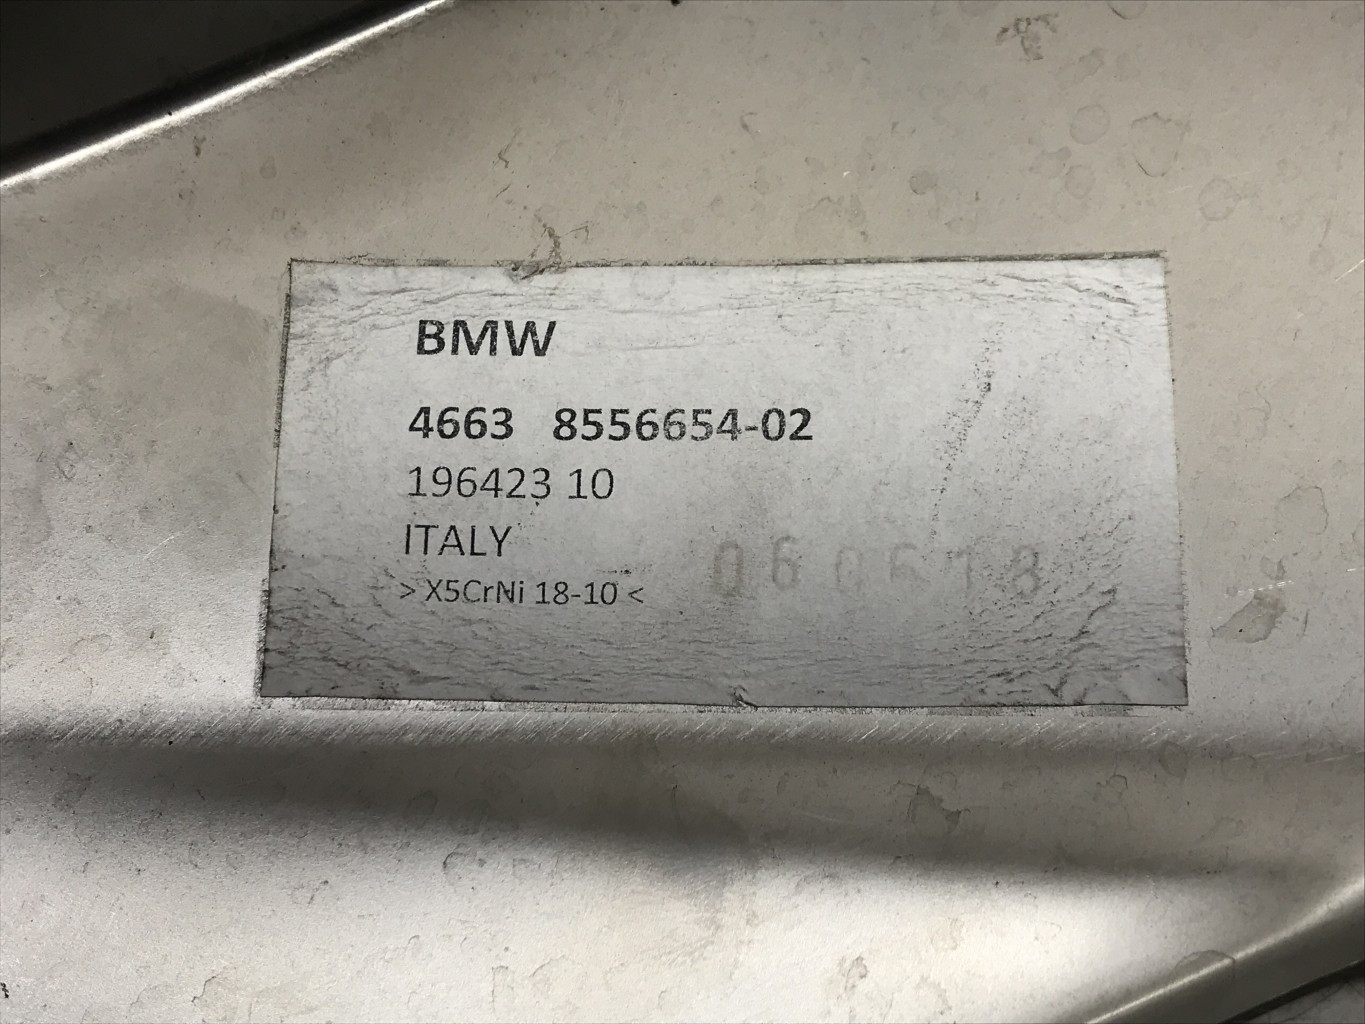 BMW
4663 8556654-02
196423 10
ITALY
>X5CrNi 18-10 <
060618